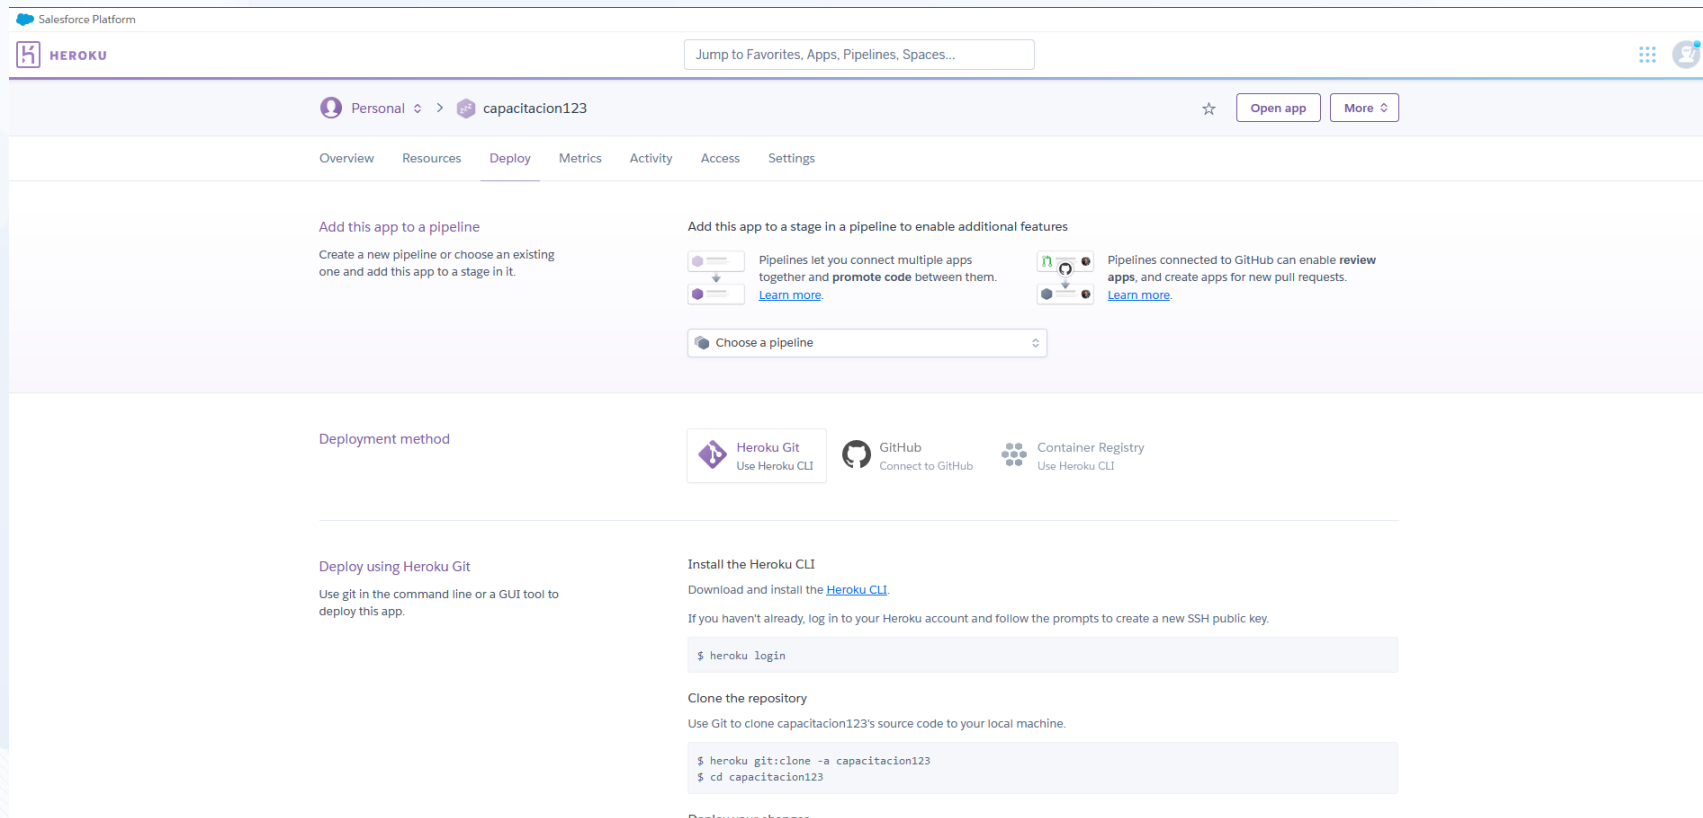 Salesforce Platform
HEROKU
Jump to Favorites, Apps, Pipelines, Spaces...
Personal
capacitacion123
Open app
More
Overview
Resources
Deploy
Metrics
Activity
Access
Settings
Add this app to a pipeline
Create a new pipeline or choose an existing
one and add this app to a stage in it.
Add this app to a stage in a pipeline to enable additional features
Pipelines let you connect multiple apps
together and promote code between them.
Learn more.
Pipelines connected to GitHub can enable review
apps, and create apps for new pull requests.
Learn more.
Choose a pipeline
Deployment method
Heroku Git
Use Heroku CLI
GitHub
Connect to GitHub
Container Registry
Use Heroku CLI
Deploy using Heroku Git
Use git in the command line or a GUI tool to
deploy this app.
Install the Heroku CLI
Download and install the Heroku CLI.
If you haven't already, log in to your Heroku account and follow the prompts to create a new SSH public key.
$ heroku login
Clone the repository
Use Git to clone capacitacion123's source code to your local machine.
$ heroku git:clone -a capacitacion123
$ cd capacitacion123
Deploy your changes